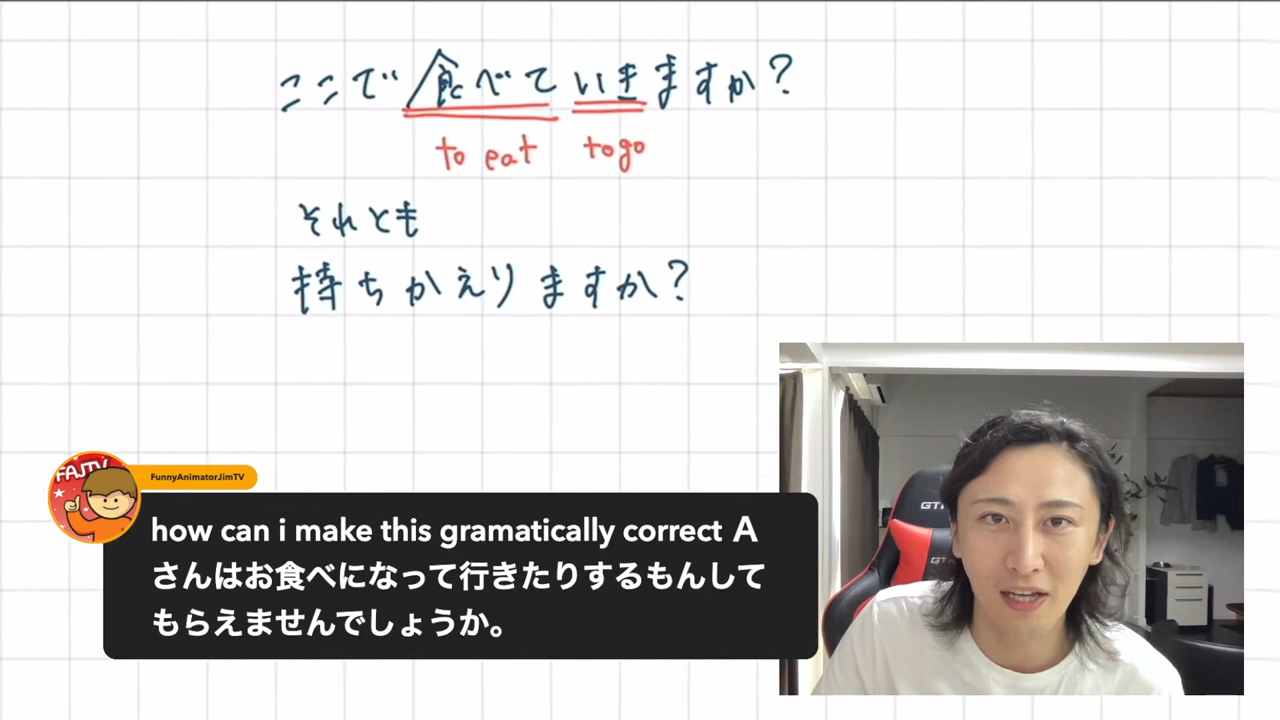 ここで食べていきますか?
to eat to go
それとも
持ちかえりますか?
FAJTV
FunnyAnimatorJimTV
how can i make this gramatically correct A
さんはお食べになって行きたりするもんして
もらえませんでしょうか。
GTR
GT